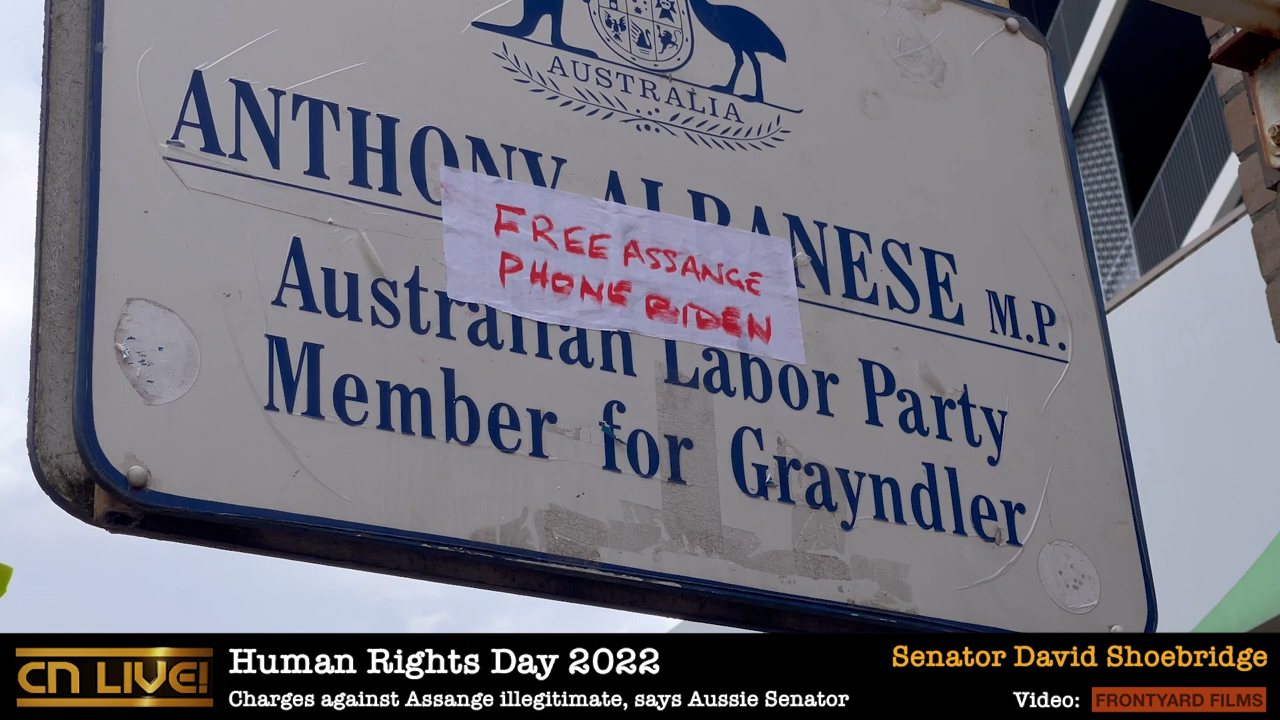 AUSTRALIA
ANTHONY ALBANESE M.P.
FREE ASSANGE
PHONE BIDEN
Australian Labor Party
Member for Grayndler
CN LIVE!
Human Rights Day 2022
Charges against Assange illegitimate, says Aussie Senator
Senator David Shoebridge
Video: FRONTYARD FILMS